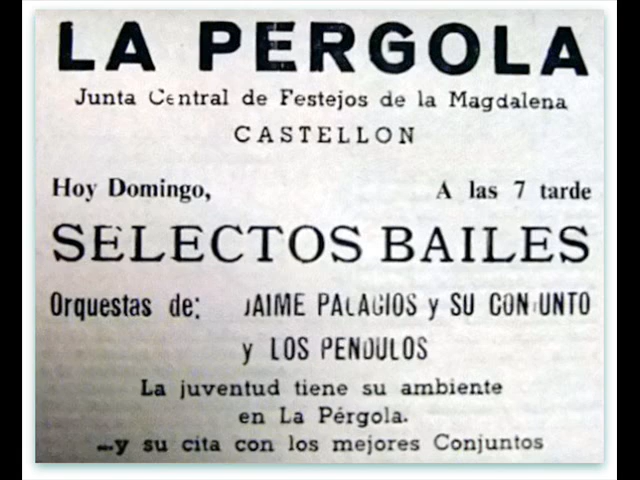 LA PERGOLA
Junta Central de Festejos de la Magdalena
CASTELLON
Hoy Domingo, A las 7 tarde
SELECTOS BAILES
Orquestas de: JAIME PALACIOS y SU CONJUNTO
y LOS PENDULOS
La juventud tiene su ambiente
en La Pérgola.
...y su cita con los mejores Conjuntos